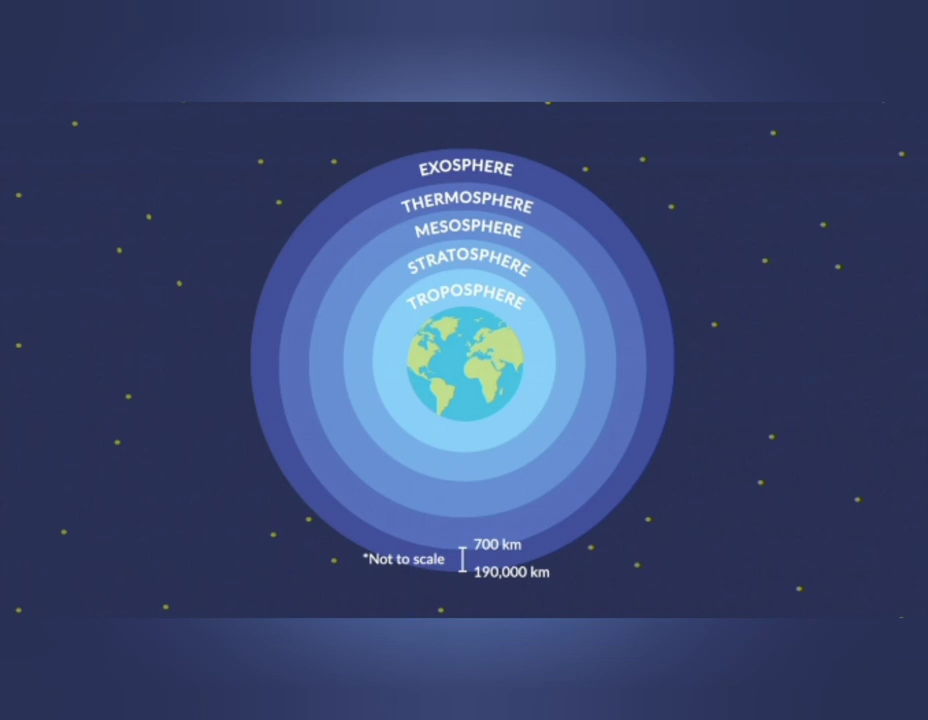 EXOSPHERE
THERMOSPHERE
MESOSPHERE
STRATOSPHERE
TROPOSPHERE
700 km
*Not to scale
190,000 km